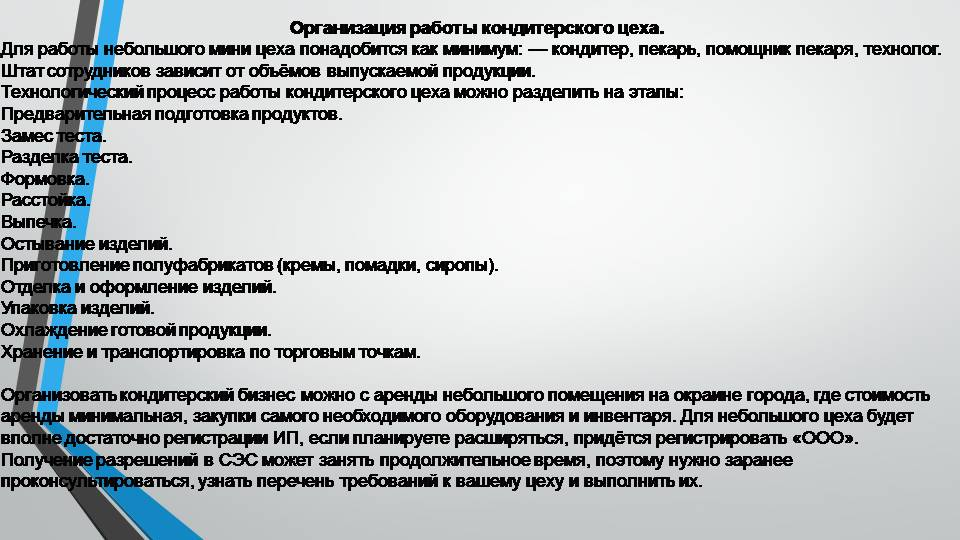 Организация работы кондитерского цеха.
Для работы небольшого мини цеха понадобится как минимум: — кондитер, пекарь, помощник пекаря, технолог.
Штат сотрудников зависит от объёмов выпускаемой продукции.
Технологический процесс работы кондитерского цеха можно разделить на этапы:
Предварительная подготовка продуктов.
Замес теста.
Разделка теста.
Формовка.
Расстойка.
Выпечка.
Остывание изделий.
Приготовление полуфабрикатов (кремы, помадки, сиропы).
Отделка и оформление изделий.
Упаковка изделий.
Охлаждение готовой продукции.
Хранение и транспортировка по торговым точкам.
Организовать кондитерский бизнес можно с аренды небольшого помещения на окраине города, где стоимость
аренды минимальная, закупки самого необходимого оборудования и инвентаря. Для небольшого цеха будет
вполне достаточно регистрации ИП, если планируете расширяться, придётся регистрировать «ООО».
Получение разрешений в СЭС может занять продолжительное время, поэтому нужно заранее
проконсультироваться, узнать перечень требований к вашему цеху и выполнить их.